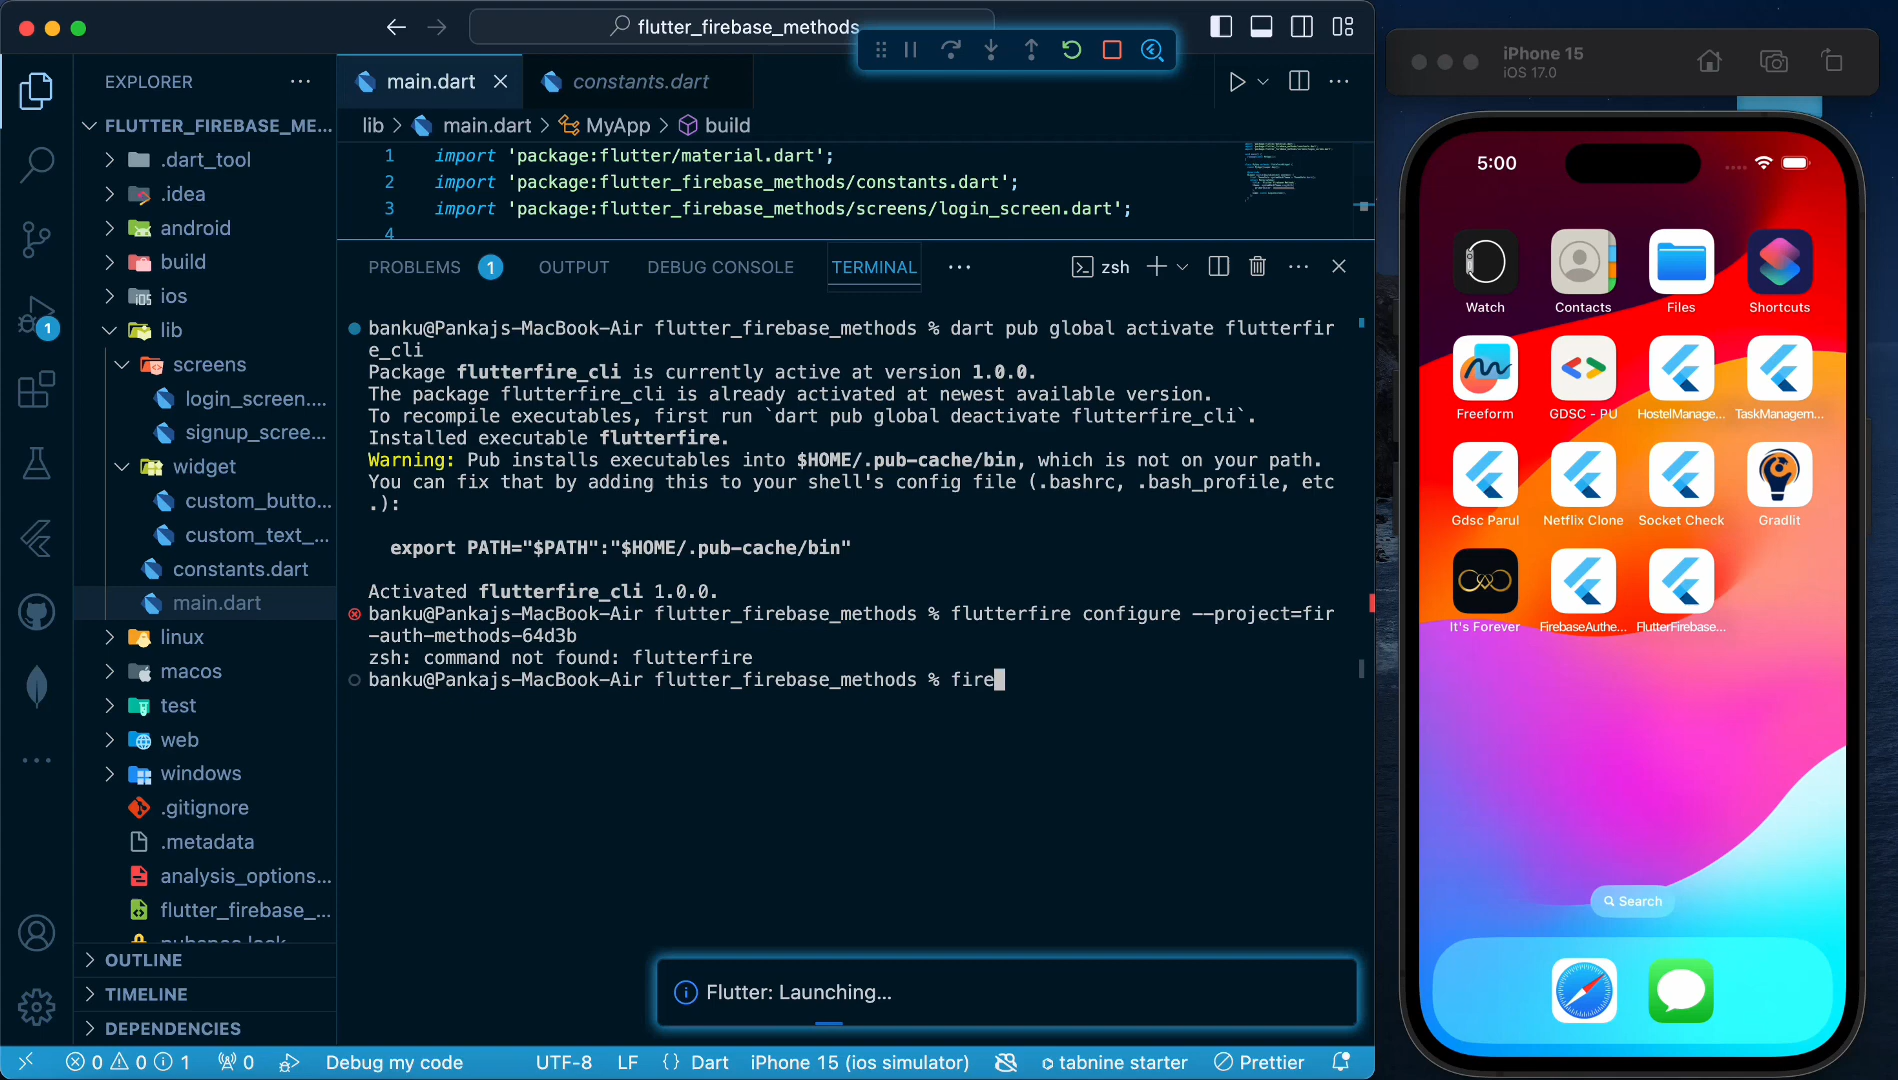 flutter_firebase_methods
EXPLORER
FLUTTER_FIREBASE_ME...
.dart_tool
.idea
android
build
ios
lib
screens
login_screen....
signup_scree...
widget
custom_butto...
custom_text_...
constants.dart
main.dart
linux
macos
test
web
windows
.gitignore
.metadata
analysis_options...
flutter_firebase_...
pubspec.lock
OUTLINE
TIMELINE
DEPENDENCIES
1
main.dart
constants.dart
lib > main.dart > MyApp > build
1 import 'package:flutter/material.dart';
2 import 'package:flutter_firebase_methods/constants.dart';
3 import 'package:flutter_firebase_methods/screens/login_screen.dart';
4
PROBLEMS 1 OUTPUT DEBUG CONSOLE TERMINAL ... zsh
banku@Pankajs-MacBook-Air flutter_firebase_methods % dart pub global activate flutterfir
e_cli
Package flutterfire_cli is currently active at version 1.0.0.
The package flutterfire_cli is already activated at newest available version.
To recompile executables, first run `dart pub global deactivate flutterfire_cli`.
Installed executable flutterfire.
Warning: Pub installs executables into $HOME/.pub-cache/bin, which is not on your path.
You can fix that by adding this to your shell's config file (.bashrc, .bash_profile, etc
.):
export PATH="$PATH":"$HOME/.pub-cache/bin"
Activated flutterfire_cli 1.0.0.
banku@Pankajs-MacBook-Air flutter_firebase_methods % flutterfire configure --project=fir
-auth-methods-64d3b
zsh: command not found: flutterfire
banku@Pankajs-MacBook-Air flutter_firebase_methods % fire
Flutter: Launching...
0 0 1 0 Debug my code UTF-8 LF {} Dart iPhone 15 (ios simulator) tabnine starter Prettier
iPhone 15
iOS 17.0
5:00
Watch Contacts Files Shortcuts
Freeform GDSC - PU HostelManage... TaskManagem...
Gdsc Parul Netflix Clone Socket Check Gradlit
It's Forever FirebaseAuthe... FlutterFirebase...
Search